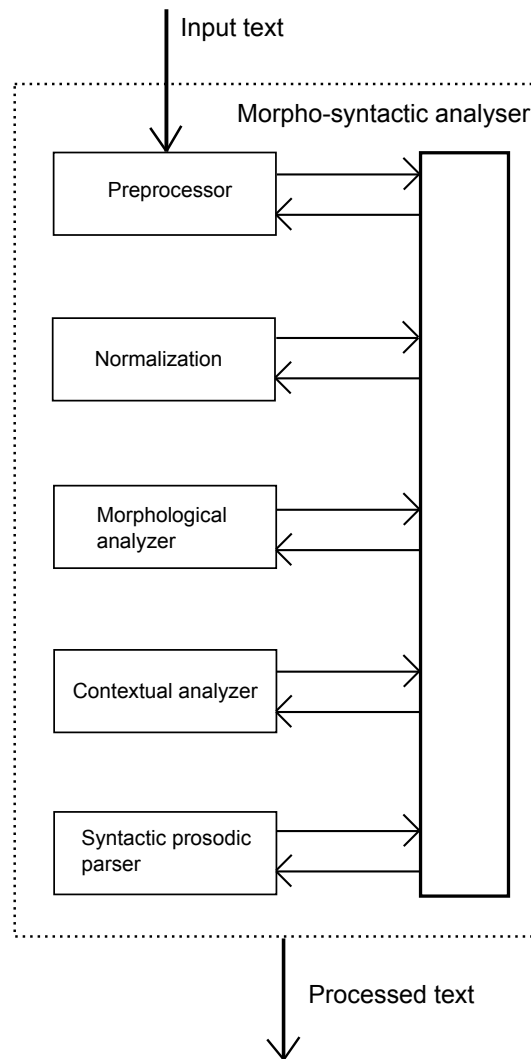 Input text
Morpho-syntactic analyser
Preprocessor
Normalization
Morphological
analyzer
Contextual analyzer
Syntactic prosodic
parser
Processed text